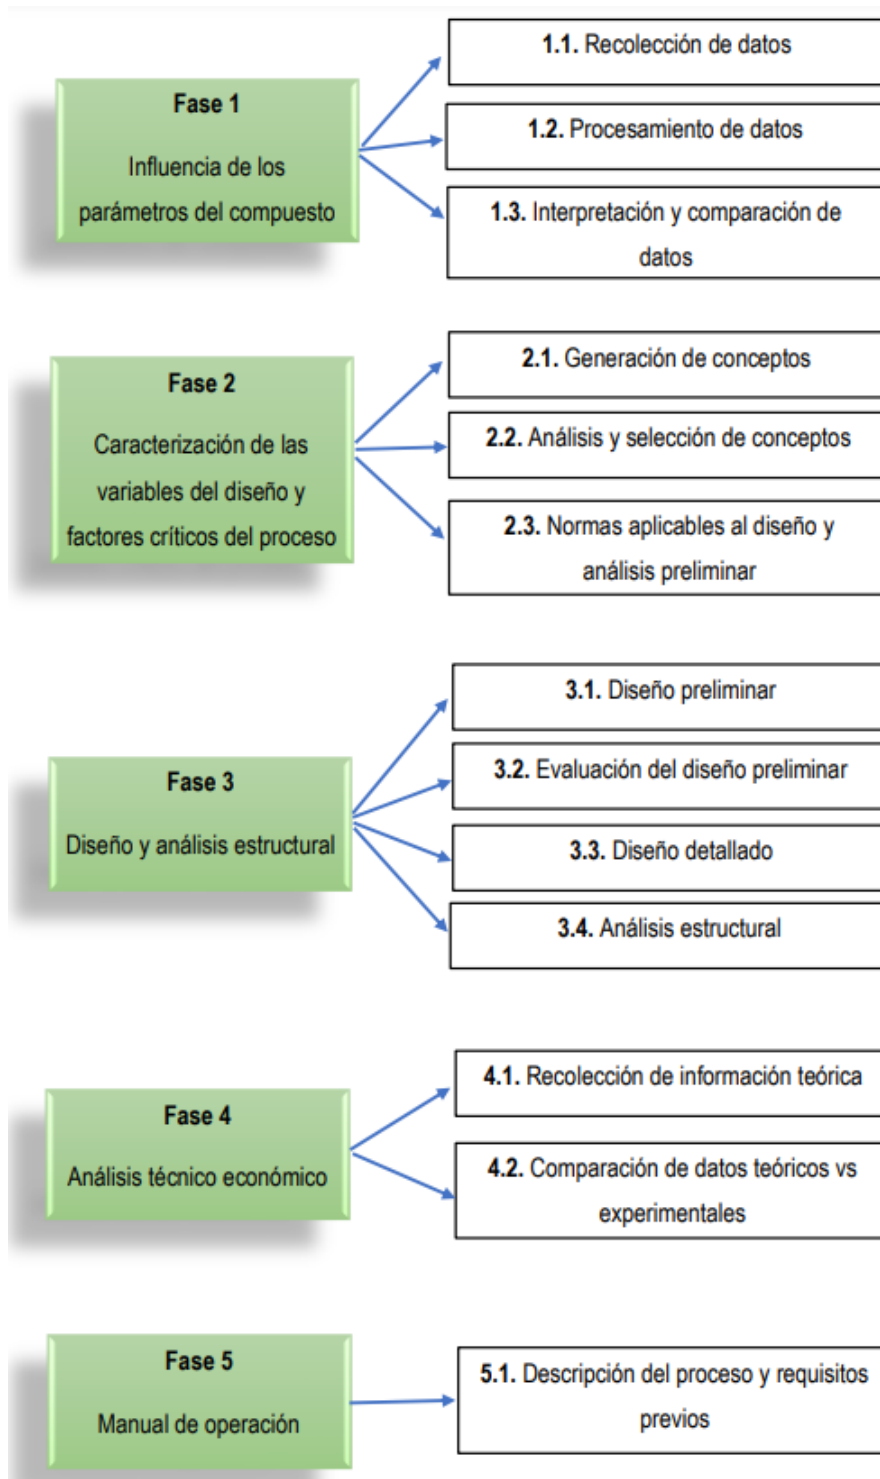 Fase 1
Influencia de los
parámetros del compuesto
1.1. Recolección de datos
1.2. Procesamiento de datos
1.3. Interpretación y comparación de
datos
Fase 2
Caracterización de las
variables del diseño y
factores críticos del proceso
2.1. Generación de conceptos
2.2. Análisis y selección de conceptos
2.3. Normas aplicables al diseño y
análisis preliminar
Fase 3
Diseño y análisis estructural
3.1. Diseño preliminar
3.2. Evaluación del diseño preliminar
3.3. Diseño detallado
3.4. Análisis estructural
Fase 4
Análisis técnico económico
4.1. Recolección de información teórica
4.2. Comparación de datos teóricos vs
experimentales
Fase 5
Manual de operación
5.1. Descripción del proceso y requisitos
previos